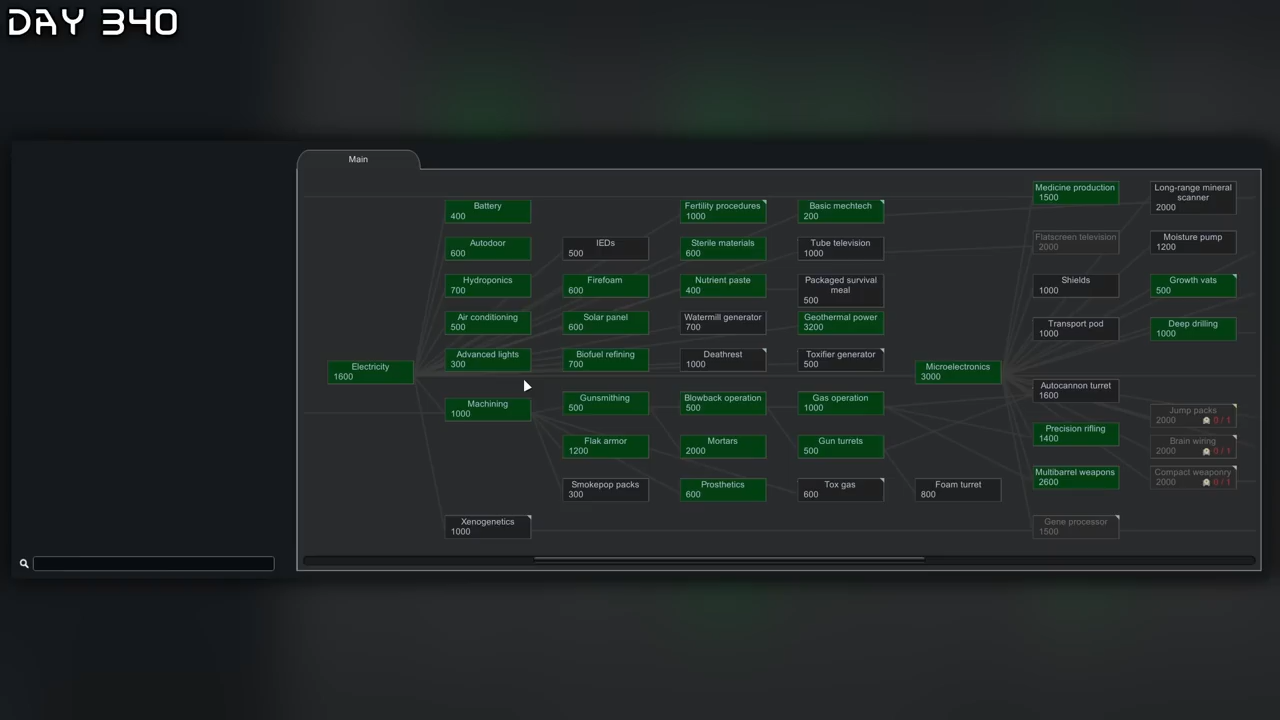 DAY 340
Main
Battery
400
Autodoor
600
Hydroponics
700
Air conditioning
500
Advanced lights
300
Electricity
1600
Machining
1000
Xenogenetics
1000
IEDs
500
Firefoam
600
Solar panel
600
Biofuel refining
700
Gunsmithing
500
Flak armor
1200
Smokepop packs
300
Fertility procedures
1000
Sterile materials
600
Nutrient paste
400
Watermill generator
700
Deathrest
1000
Blowback operation
500
Mortars
2000
Prosthetics
600
Basic mechtech
200
Tube television
1000
Packaged survival
meal
500
Geothermal power
3200
Toxifier generator
500
Gas operation
1000
Gun turrets
500
Tox gas
600
Microelectronics
3000
Foam turret
800
Medicine production
1500
Flatscreen television
2000
Shields
1000
Transport pod
1000
Autocannon turret
1600
Precision rifling
1400
Multibarrel weapons
2600
Gene processor
1500
Long-range mineral
scanner
2000
Moisture pump
1200
Growth vats
500
Deep drilling
1000
Jump packs
2000 0 / 1
Brain wiring
2000 0 / 1
Compact weaponry
2000 0 / 1